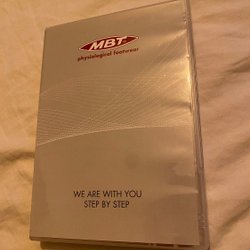 MBT
physiological footwear
WE ARE WITH YOU
STEP BY STEP